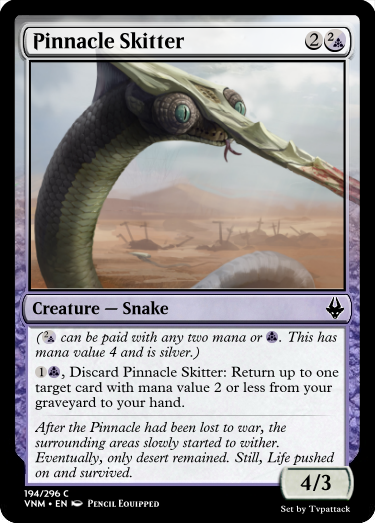 Pinnacle Skitter
2 2
Creature — Snake
(2 can be paid with any two mana or . This has
mana value 4 and is silver.)
1 , Discard Pinnacle Skitter: Return up to one
target card with mana value 2 or less from your
graveyard to your hand.
After the Pinnacle had been lost to war, the
surrounding areas slowly started to wither.
Eventually, only desert remained. Still, Life pushed
on and survived.
4/3
194/296 C
VNM • EN Pencil Equipped
Set by Tvpattack